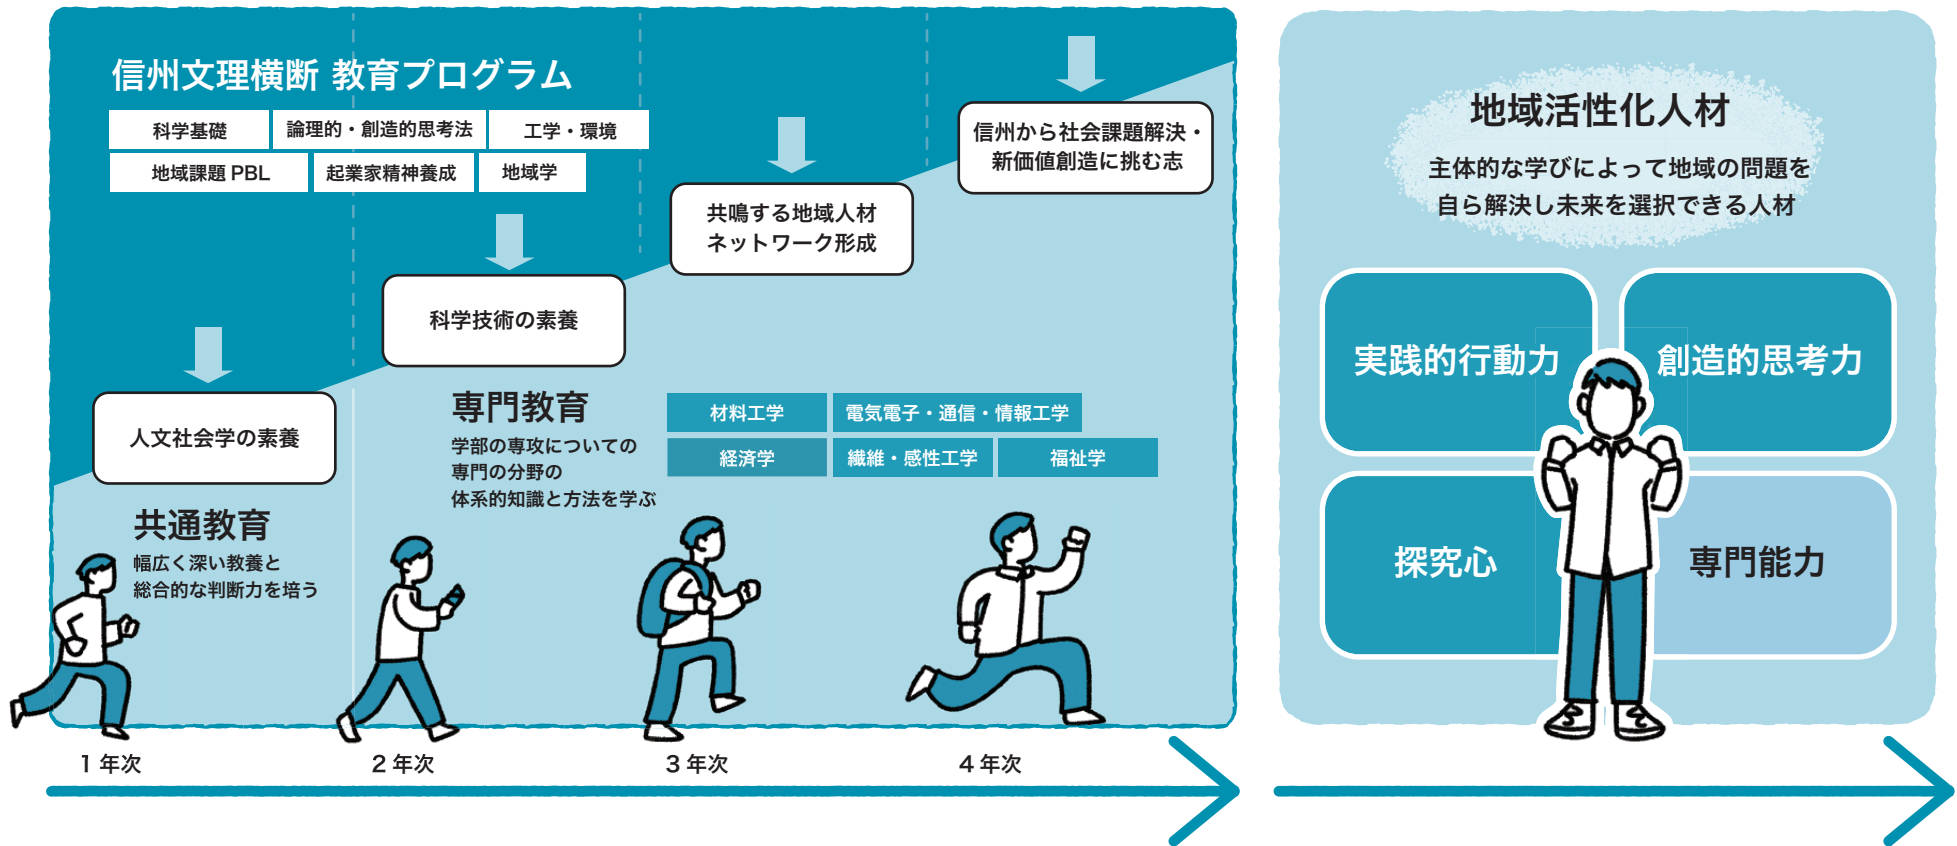 信州文理横断 教育プログラム
科学基礎
論理的・創造的思考法
工学・環境
地域課題 PBL
起業家精神養成
地域学
人文社会学の素養
科学技術の素養
共鳴する地域人材
ネットワーク形成
信州から社会課題解決・
新価値創造に挑む志
共通教育
幅広く深い教養と
総合的な判断力を培う
専門教育
学部の専攻についての
専門の分野の
体系的知識と方法を学ぶ
材料工学
電気電子・通信・情報工学
経済学
繊維・感性工学
福祉学
1 年次
2 年次
3 年次
4 年次
地域活性化人材
主体的な学びによって地域の問題を
自ら解決し未来を選択できる人材
実践的行動力
創造的思考力
探究心
専門能力